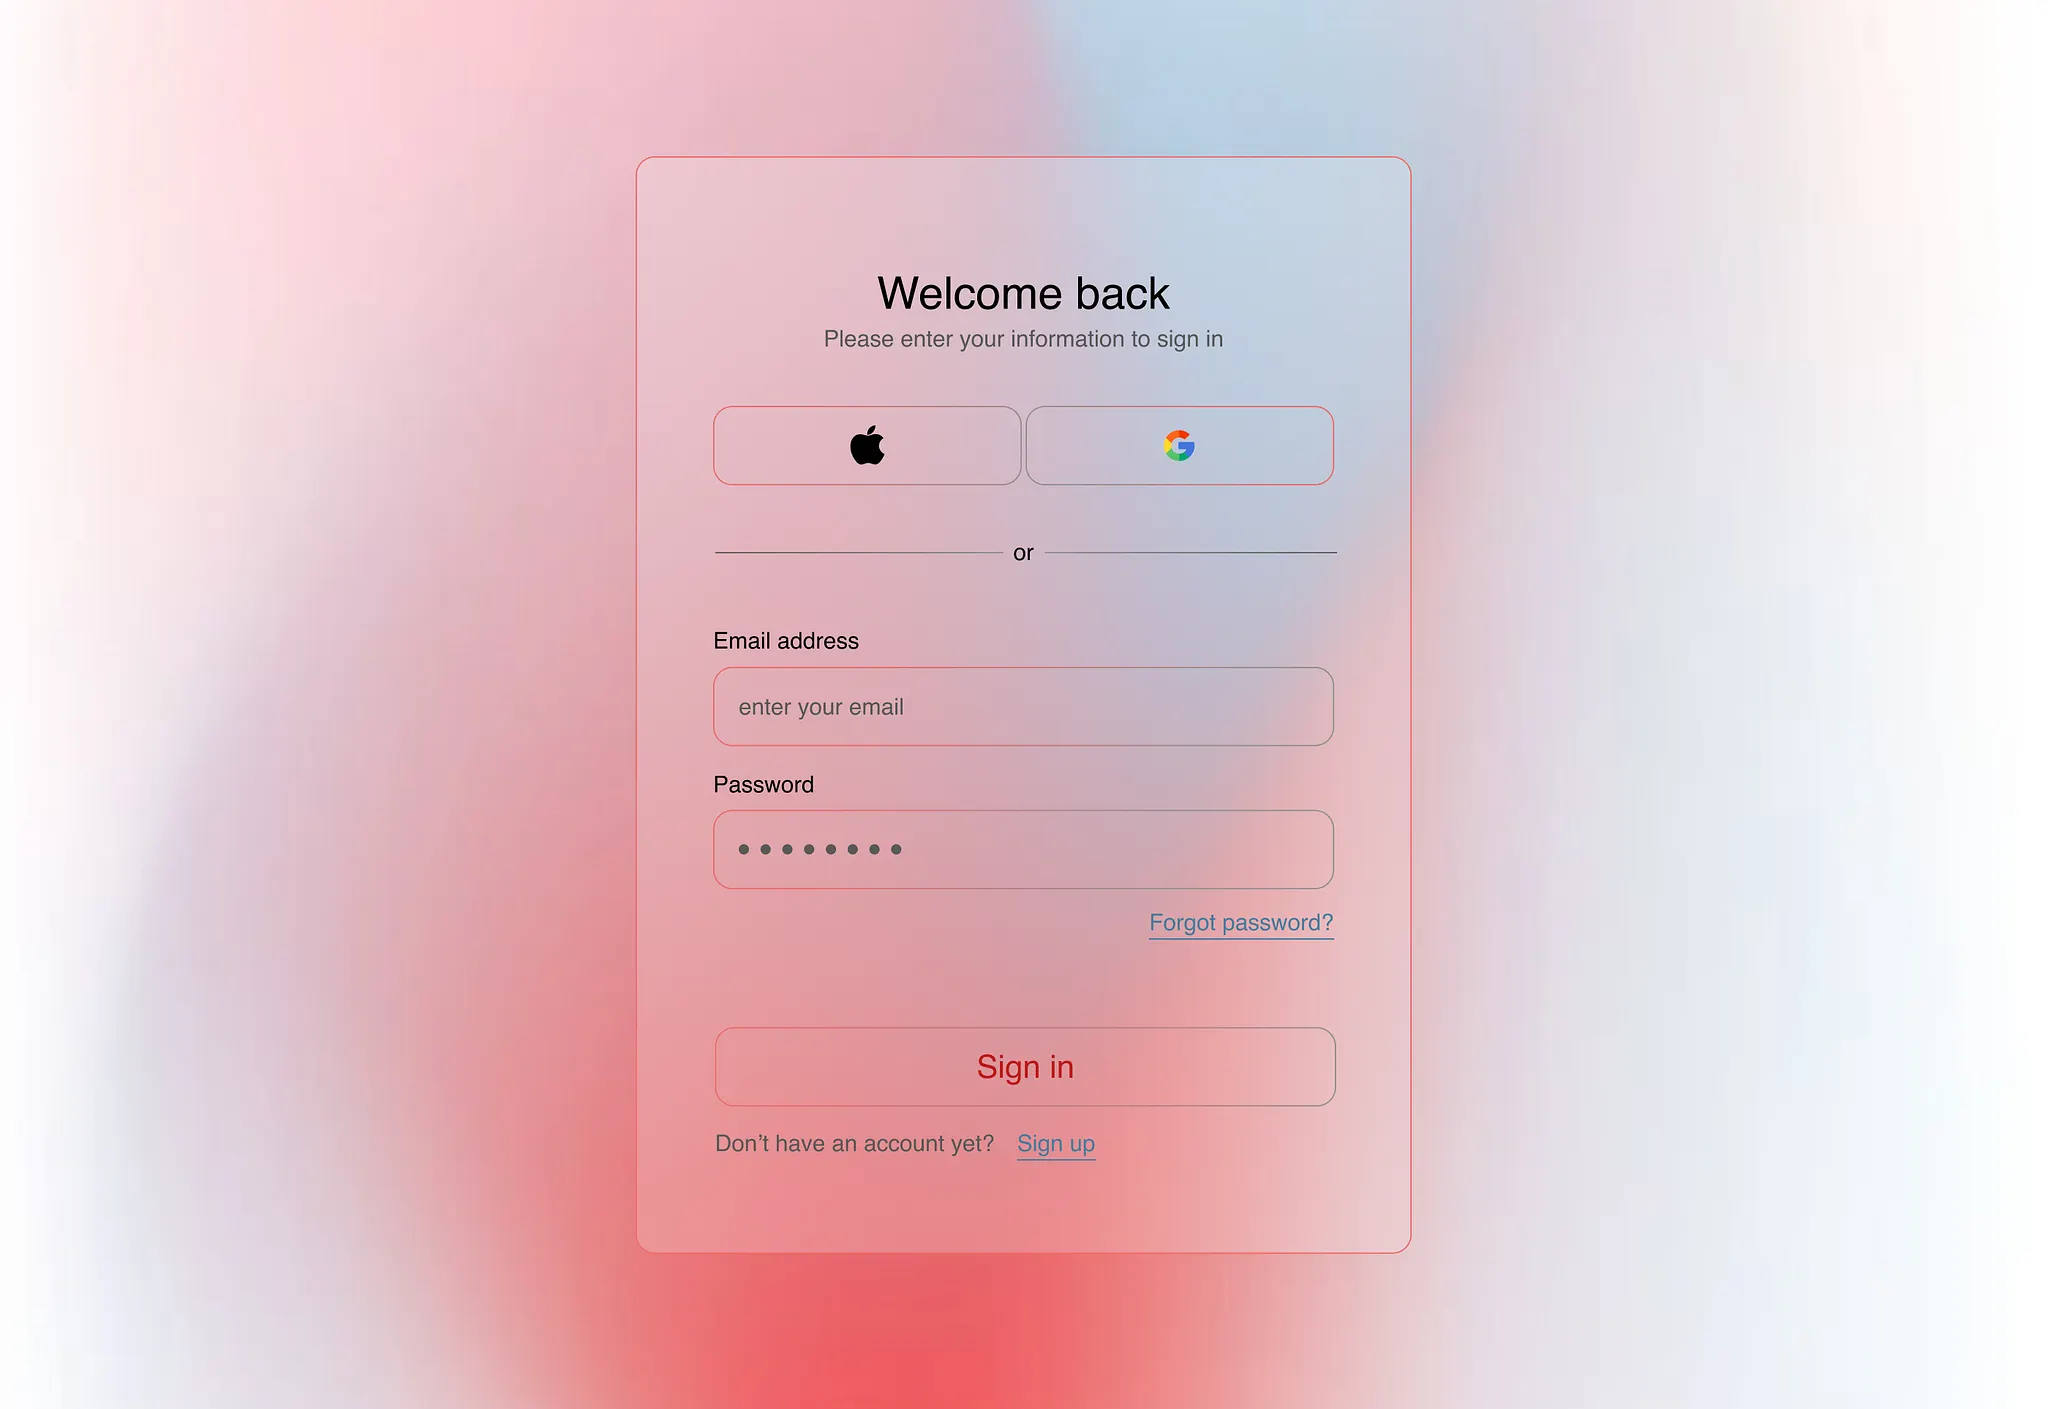 Welcome back
Please enter your information to sign in
or
Email address
enter your email
Password
Forgot password?
Sign in
Don’t have an account yet? Sign up